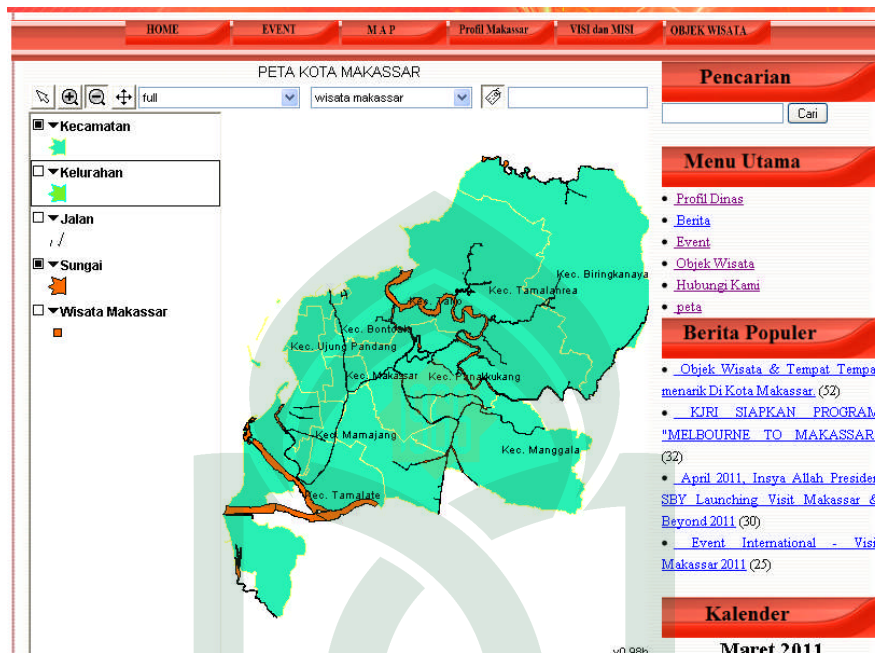 HOME
EVENT
M A P
Profil Makassar
VISI dan MISI
OBJEK WISATA
PETA KOTA MAKASSAR
full
wisata makassar
Kecamatan
Kelurahan
Jalan
Sungai
Wisata Makassar
Kec. Biringkanaya
Kec. Tamalanrea
Kec. Tallo
Kec. Bontoala
Kec. Ujung Pandang
Kec. Makassar
Kec. Panakkukang
Kec. Mamajang
Kec. Manggala
Kec. Tamalate
v0.98b
Pencarian
Cari
Menu Utama
Profil Dinas
Berita
Event
Objek Wisata
Hubungi Kami
peta
Berita Populer
Objek Wisata & Tempat Tempa
menarik Di Kota Makassar. (52)
KJRI SIAPKAN PROGRAM
"MELBOURNE TO MAKASSAR
(32)
April 2011, Insya Allah Presider
SBY Launching Visit Makassar &
Beyond 2011 (30)
Event International - Visi
Makassar 2011 (25)
Kalender
Maret 2011